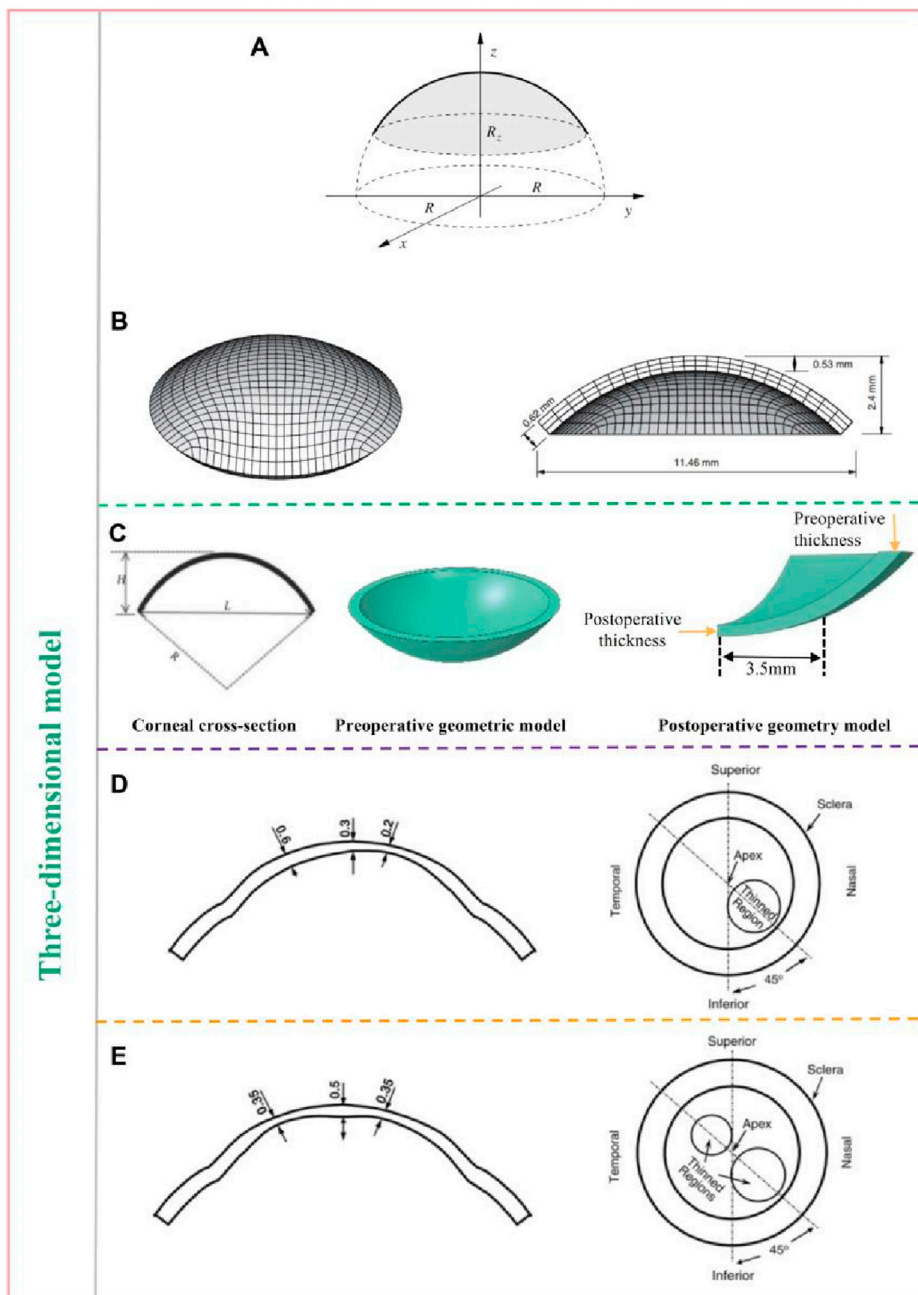 Three-dimensional model
A
z
R_z
R
R
y
x
B
0.53 mm
2.4 mm
0.62 mm
11.46 mm
C
H
L
R
Preoperative
thickness
Postoperative
thickness
3.5mm
Corneal cross-section
Preoperative geometric model
Postoperative geometry model
D
0.6
0.3
0.2
Superior
Sclera
Apex
Temporal
Thinned
Region
Nasal
45º
Inferior
E
0.35
0.5
0.35
Superior
Sclera
Apex
Temporal
Thinned
Regions
Nasal
45º
Inferior